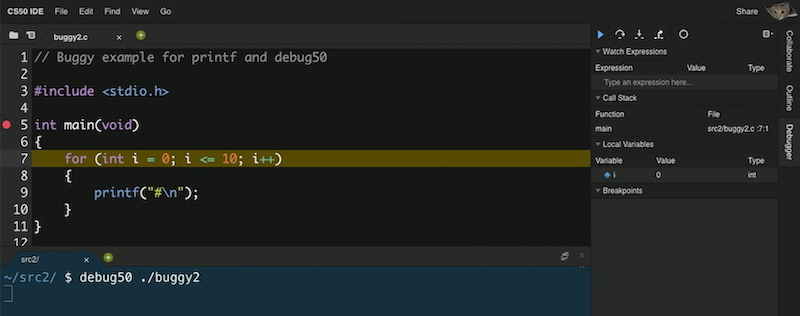 CS50 IDE File Edit Find View Go Share
buggy2.c
1 // Buggy example for printf and debug50
2
3 #include <stdio.h>
4
5 int main(void)
6 {
7 for (int i = 0; i <= 10; i++)
8 {
9 printf("#\n");
10 }
11 }
12
src2/
~/src2/ $ debug50 ./buggy2
Watch Expressions
Expression Value Type
Type an expression here...
Call Stack
Function File
main src2/buggy2.c :7:1
Local Variables
Variable Value Type
i 0 int
Breakpoints
Collaborate
Outline
Debugger